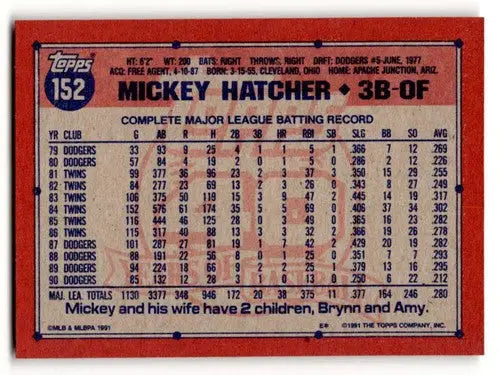 Topps
152
HT: 6'2" WT: 200 BATS: RIGHT THROWS: RIGHT DRFT: DODGERS #5-JUNE, 1977
ACQ: FREE AGENT, 4-10-87 BORN: 3-15-55, CLEVELAND, OHIO HOME: APACHE JUNCTION, ARIZ.
MICKEY HATCHER ♦ 3B-OF
COMPLETE MAJOR LEAGUE BATTING RECORD
YR CLUB G AB R H 2B 3B HR RBI SB SLG BB SO AVG
79 DODGERS 33 93 9 25 4 1 1 5 1 .366 7 12 .269
80 DODGERS 57 84 4 19 2 0 1 5 0 .286 2 12 .226
81 TWINS 99 377 36 96 23 2 3 37 3 .350 15 29 .255
82 TWINS 84 277 23 69 13 2 3 26 0 .343 8 27 .249
83 TWINS 106 375 50 119 15 3 9 47 2 .445 14 19 .317
84 TWINS 152 576 61 174 35 5 5 69 0 .406 37 34 .302
85 TWINS 116 444 46 125 28 0 3 49 0 .365 16 23 .282
86 TWINS 115 317 40 88 13 3 3 32 2 .366 19 26 .278
87 DODGERS 101 287 27 81 19 1 7 42 2 .429 20 19 .282
88 DODGERS 88 191 22 56 8 0 1 25 0 .351 7 7 .293
89 DODGERS 94 224 18 66 9 2 2 25 1 .379 13 16 .295
90 DODGERS 85 132 12 28 3 1 0 13 0 .250 6 22 .212
MAJ. LEA. TOTALS 1130 3377 348 946 172 20 38 375 11 .377 164 246 .280
Mickey and his wife have 2 children, Brynn and Amy.
©MLB & MLBPA 1991 E* ©1991 THE TOPPS COMPANY, INC.